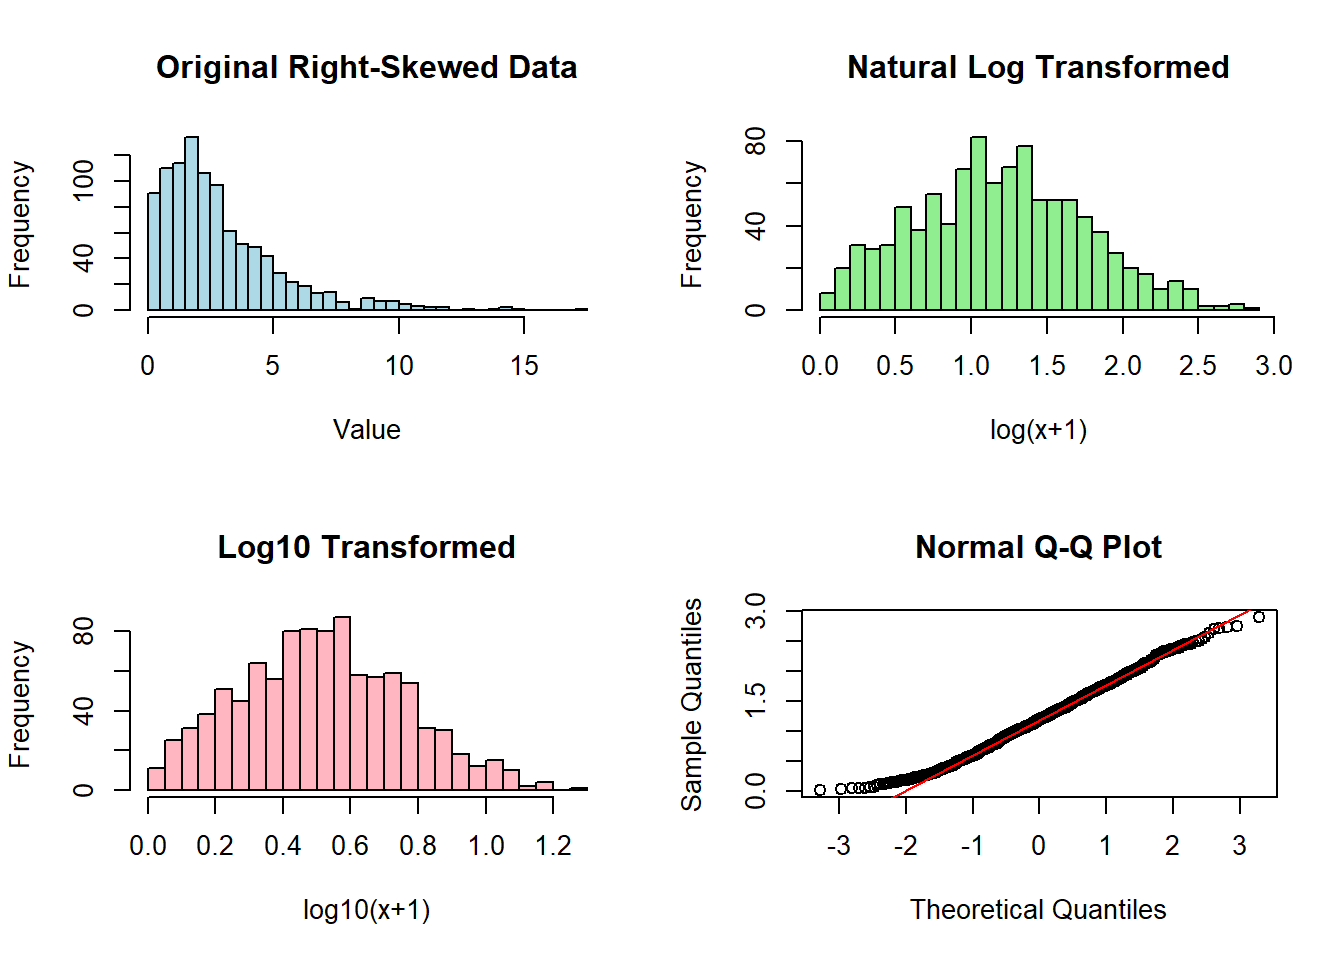 Original Right-Skewed Data
Frequency
0 40 100
0 5 10 15
Value
Natural Log Transformed
Frequency
0 40 80
0.0 0.5 1.0 1.5 2.0 2.5 3.0
log(x+1)
Log10 Transformed
Frequency
0 40 80
0.0 0.2 0.4 0.6 0.8 1.0 1.2
log10(x+1)
Normal Q-Q Plot
Sample Quantiles
0.0 1.5 3.0
-3 -2 -1 0 1 2 3
Theoretical Quantiles